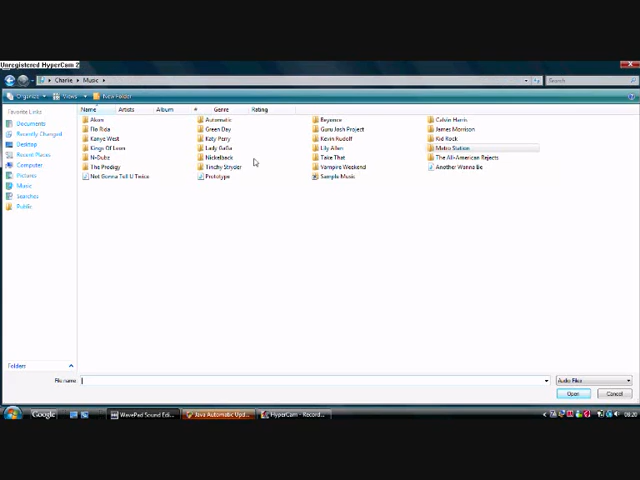 Unregistered HyperCam 2
Charlie Music Search
Organize Views New Folder
Name Artists Album # Genre Rating
Favorite Links
Documents
Recently Changed
Desktop
Recent Places
Computer
Pictures
Music
Searches
Public
Akon Automatic Beyonce Calvin Harris
Flo Rida Green Day Guru Josh Project James Morrison
Kanye West Katy Perry Kevin Rudolf Kid Rock
Kings Of Leon Lady GaGa Lily Allen Metro Station
N-Dubz Nickelback Take That The All-American Rejects
The Prodigy Tinchy Stryder Vampire Weekend Another Wanna Be
Not Gonna Tell U Twice Prototype Sample Music
Folders
File name: Audio Files
Open Cancel
Google WavePad Sound Edi... Java Automatic Upd... HyperCam - Record... 08:20